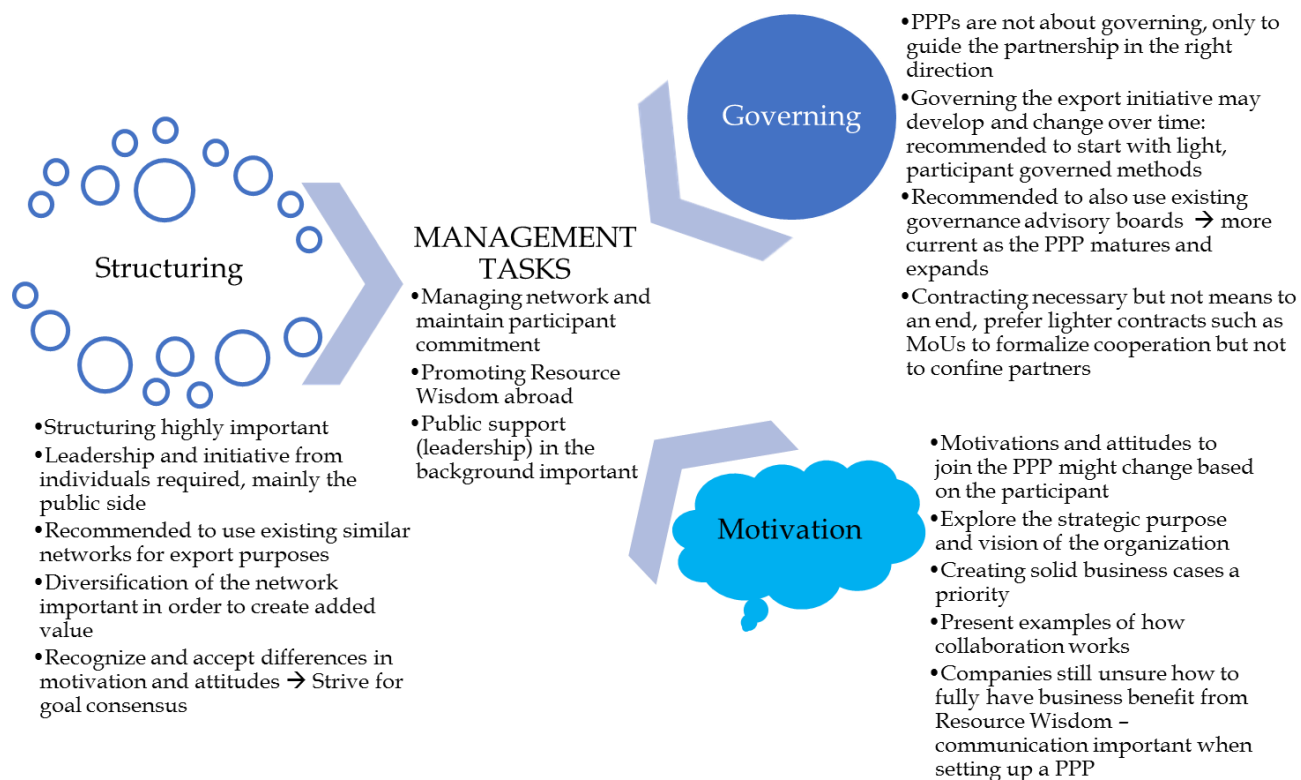 Structuring
•Structuring highly important
•Leadership and initiative from
individuals required, mainly the
public side
•Recommended to use existing similar
networks for export purposes
•Diversification of the network
important in order to create added
value
•Recognize and accept differences in
motivation and attitudes → Strive for
goal consensus
MANAGEMENT
TASKS
•Managing network and
maintain participant
commitment
•Promoting Resource
Wisdom abroad
•Public support
(leadership) in the
background important
Governing
•PPPs are not about governing, only to
guide the partnership in the right
direction
•Governing the export initiative may
develop and change over time:
recommended to start with light,
participant governed methods
•Recommended to also use existing
governance advisory boards → more
current as the PPP matures and
expands
•Contracting necessary but not means to
an end, prefer lighter contracts such as
MoUs to formalize cooperation but not
to confine partners
Motivation
•Motivations and attitudes to
join the PPP might change based
on the participant
•Explore the strategic purpose
and vision of the organization
•Creating solid business cases a
priority
•Present examples of how
collaboration works
•Companies still unsure how to
fully have business benefit from
Resource Wisdom –
communication important when
setting up a PPP